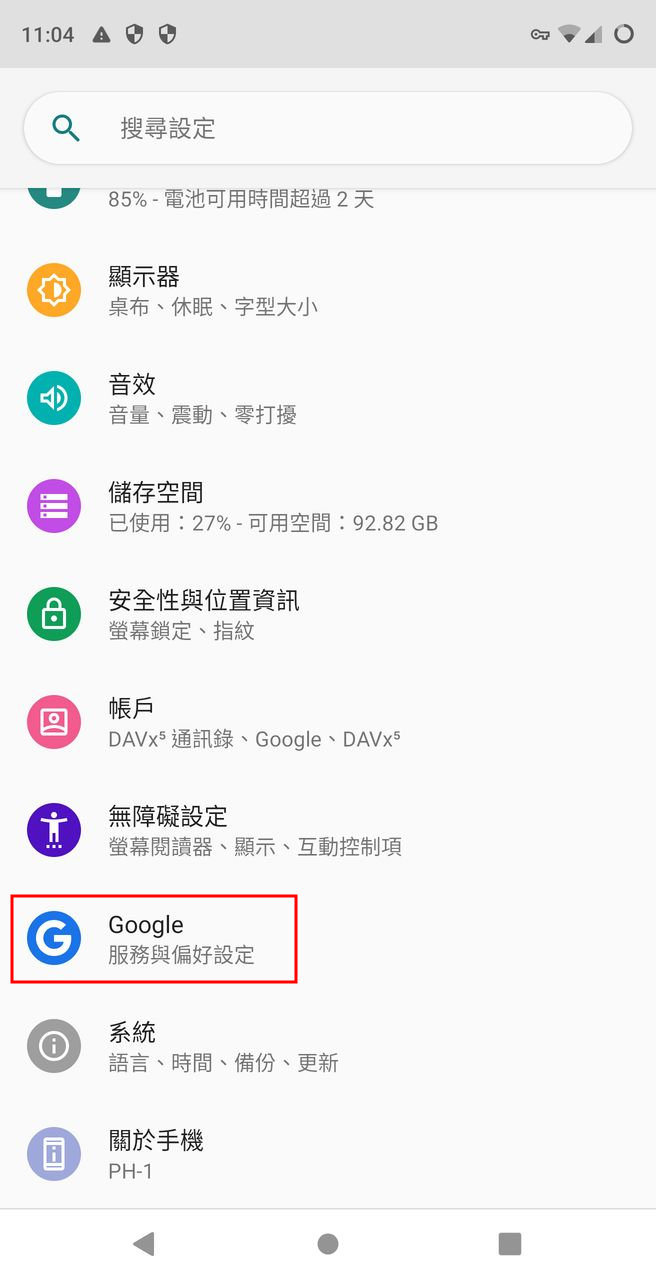 11:04
搜尋設定
85% - 電池可用時間超過 2 天
顯示器
桌布、休眠、字型大小
音效
音量、震動、零打擾
儲存空間
已使用：27% - 可用空間：92.82 GB
安全性與位置資訊
螢幕鎖定、指紋
帳戶
DAVx⁵ 通訊錄、Google、DAVx⁵
無障礙設定
螢幕閱讀器、顯示、互動控制項
G
Google
服務與偏好設定
系統
語言、時間、備份、更新
關於手機
PH-1